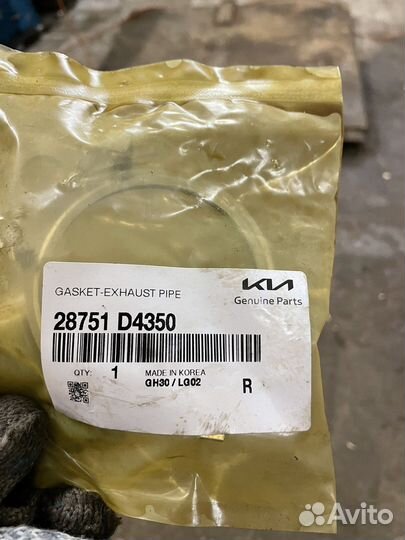 GASKET-EXHAUST PIPE
KIA
Genuine Parts
28751 D4350
QTY: 1 MADE IN KOREA
GH30 / LG02
R
Avito